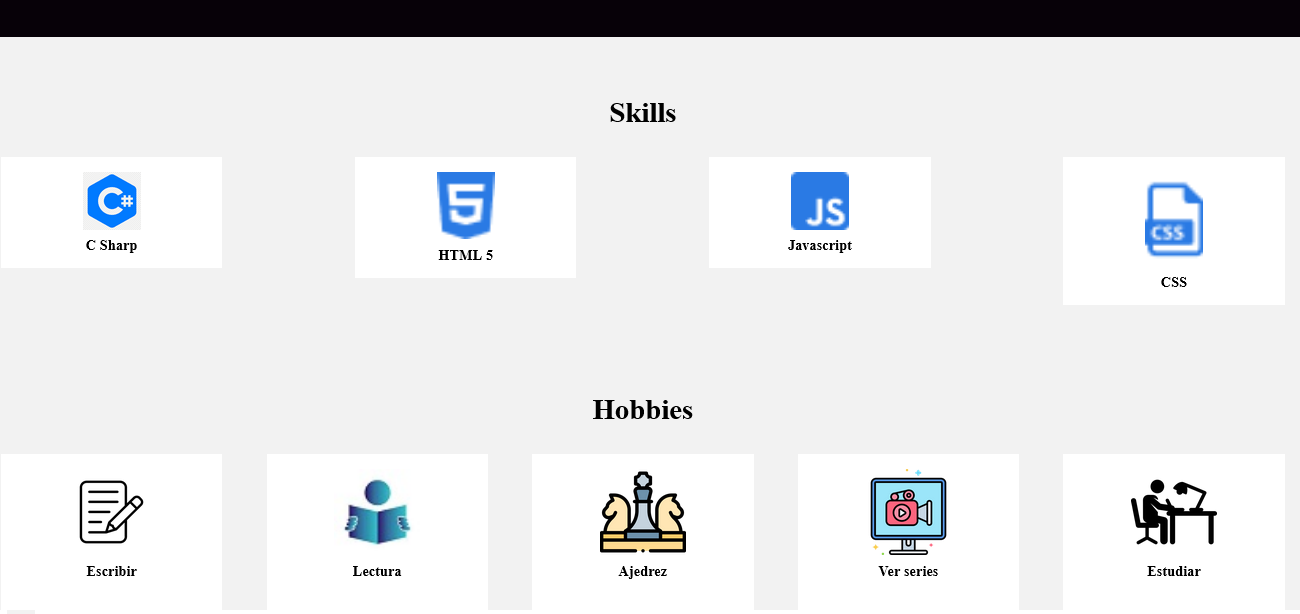 Skills
C#
5
JS
CSS
C Sharp
HTML 5
Javascript
CSS
Hobbies
Escribir
Lectura
Ajedrez
Ver series
Estudiar